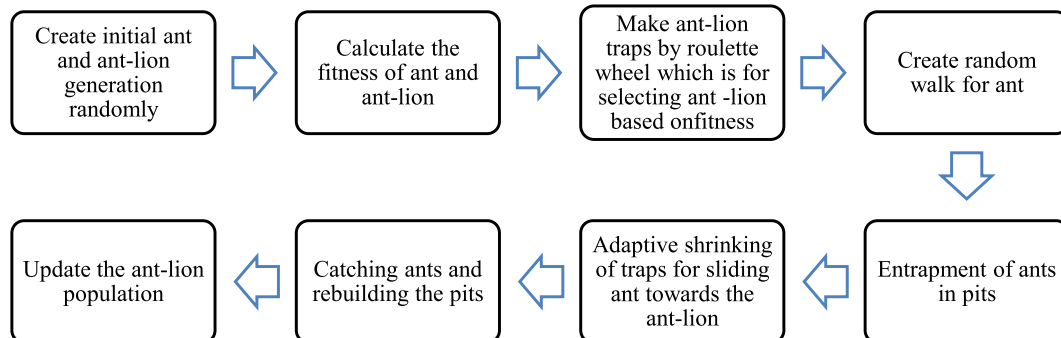 Create initial ant
and ant-lion
generation
randomly
Calculate the
fitness of ant and
ant-lion
Make ant-lion
traps by roulette
wheel which is for
selecting ant -lion
based onfitness
Create random
walk for ant
Entrapment of ants
in pits
Adaptive shrinking
of traps for sliding
ant towards the
ant-lion
Catching ants and
rebuilding the pits
Update the ant-lion
population